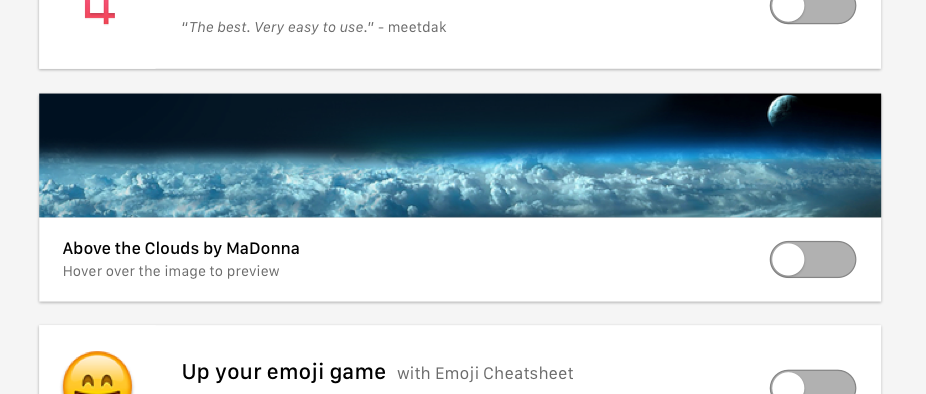 “The best. Very easy to use.” - meetdak
Above the Clouds by MaDonna
Hover over the image to preview
Up your emoji game with Emoji Cheatsheet